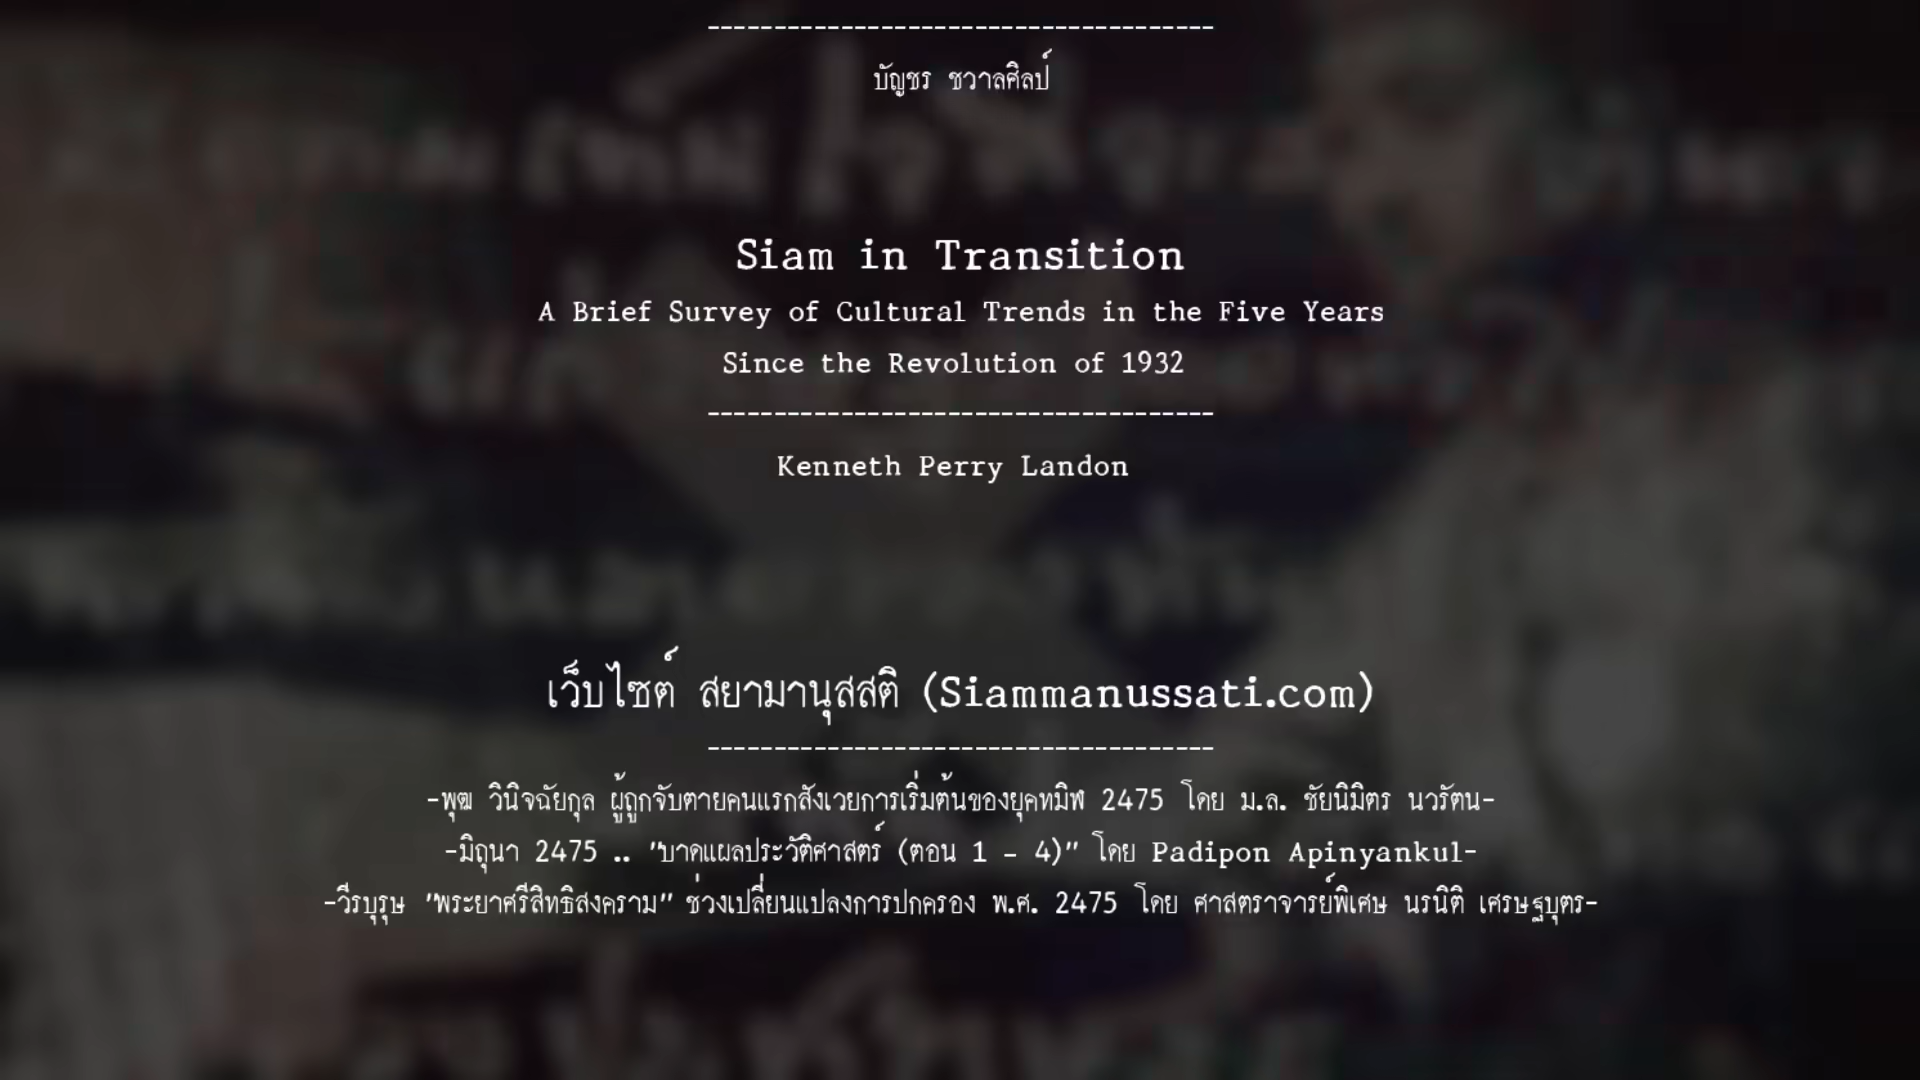 --------------------------------------
บัญชร ชวาลศิลป์
Siam in Transition
A Brief Survey of Cultural Trends in the Five Years
Since the Revolution of 1932
--------------------------------------
Kenneth Perry Landon
เว็บไซต์ สยามานุสสติ (Siammanussati.com)
--------------------------------------
-พุฒ วินิจฉัยกุล ผู้ถูกจับตายคนแรกสังเวยการเริ่มต้นของยุคทมิฬ 2475 โดย ม.ล. ชัยนิมิตร นวรัตน-
-มิถุนา 2475 .. "บาดแผลประวัติศาสตร์ (ตอน 1 - 4)" โดย Padipon Apinyankul-
-วีรบุรุษ "พระยาศรีสิทธิสงคราม" ช่วงเปลี่ยนแปลงการปกครอง พ.ศ. 2475 โดย ศาสตราจารย์พิเศษ นรนิติ เศรษฐบุตร-